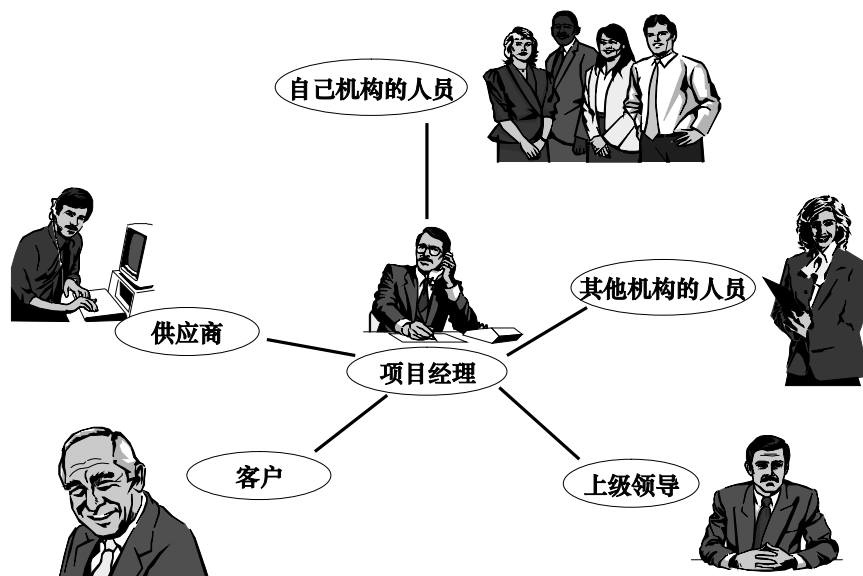 自己机构的人员
其他机构的人员
供应商
项目经理
客户
上级领导